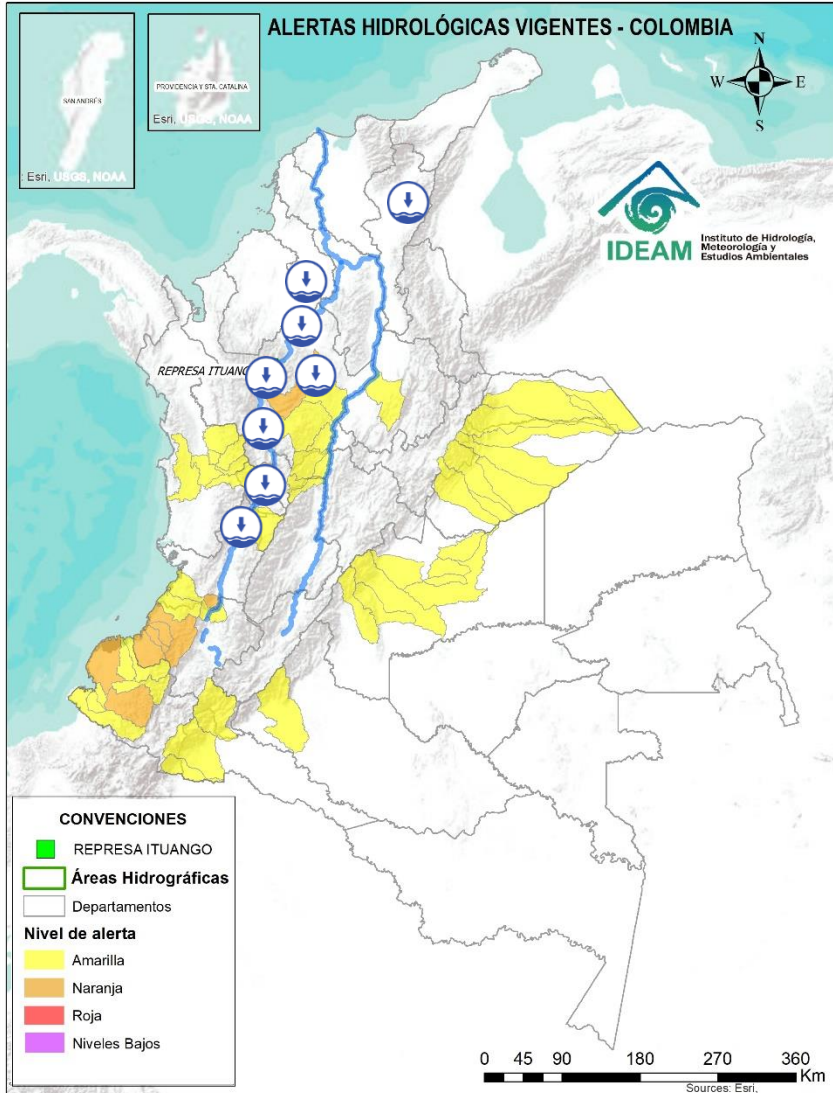 ALERTAS HIDROLÓGICAS VIGENTES - COLOMBIA
SAN ANDRÉS
Esri, USGS, NOAA
PROVIDENCIA Y STA. CATALINA
Esri, USGS, NOAA
N
W E
S
IDEAM
Instituto de Hidrología,
Meteorología y
Estudios Ambientales
REPRESA ITUANGO
CONVENCIONES
REPRESA ITUANGO
Áreas Hidrográficas
Departamentos
Nivel de alerta
Amarilla
Naranja
Roja
Niveles Bajos
0 45 90 180 270 360
Km
Sources: Esri,